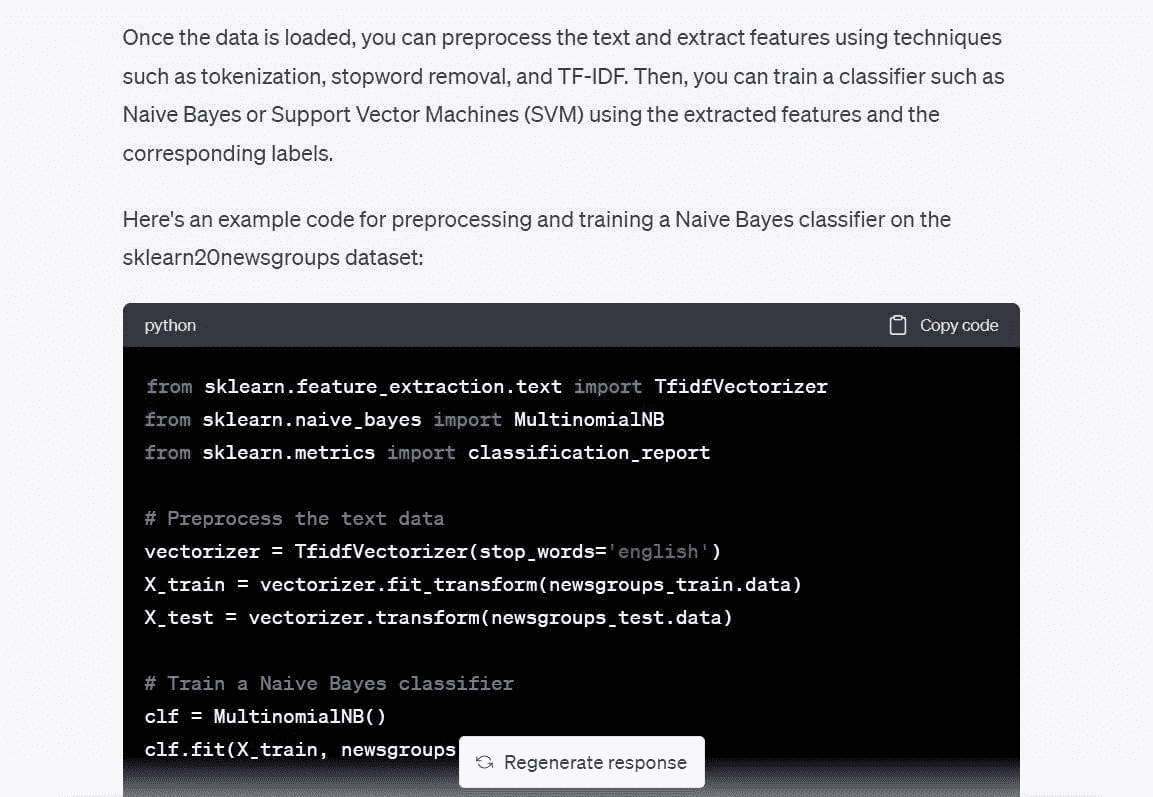 Once the data is loaded, you can preprocess the text and extract features using techniques
such as tokenization, stopword removal, and TF-IDF. Then, you can train a classifier such as
Naive Bayes or Support Vector Machines (SVM) using the extracted features and the
corresponding labels.
Here's an example code for preprocessing and training a Naive Bayes classifier on the
sklearn20newsgroups dataset:
python Copy code
from sklearn.feature_extraction.text import TfidfVectorizer
from sklearn.naive_bayes import MultinomialNB
from sklearn.metrics import classification_report
# Preprocess the text data
vectorizer = TfidfVectorizer(stop_words='english')
X_train = vectorizer.fit_transform(newsgroups_train.data)
X_test = vectorizer.transform(newsgroups_test.data)
# Train a Naive Bayes classifier
clf = MultinomialNB()
clf.fit(X_train, newsgroups
Regenerate response